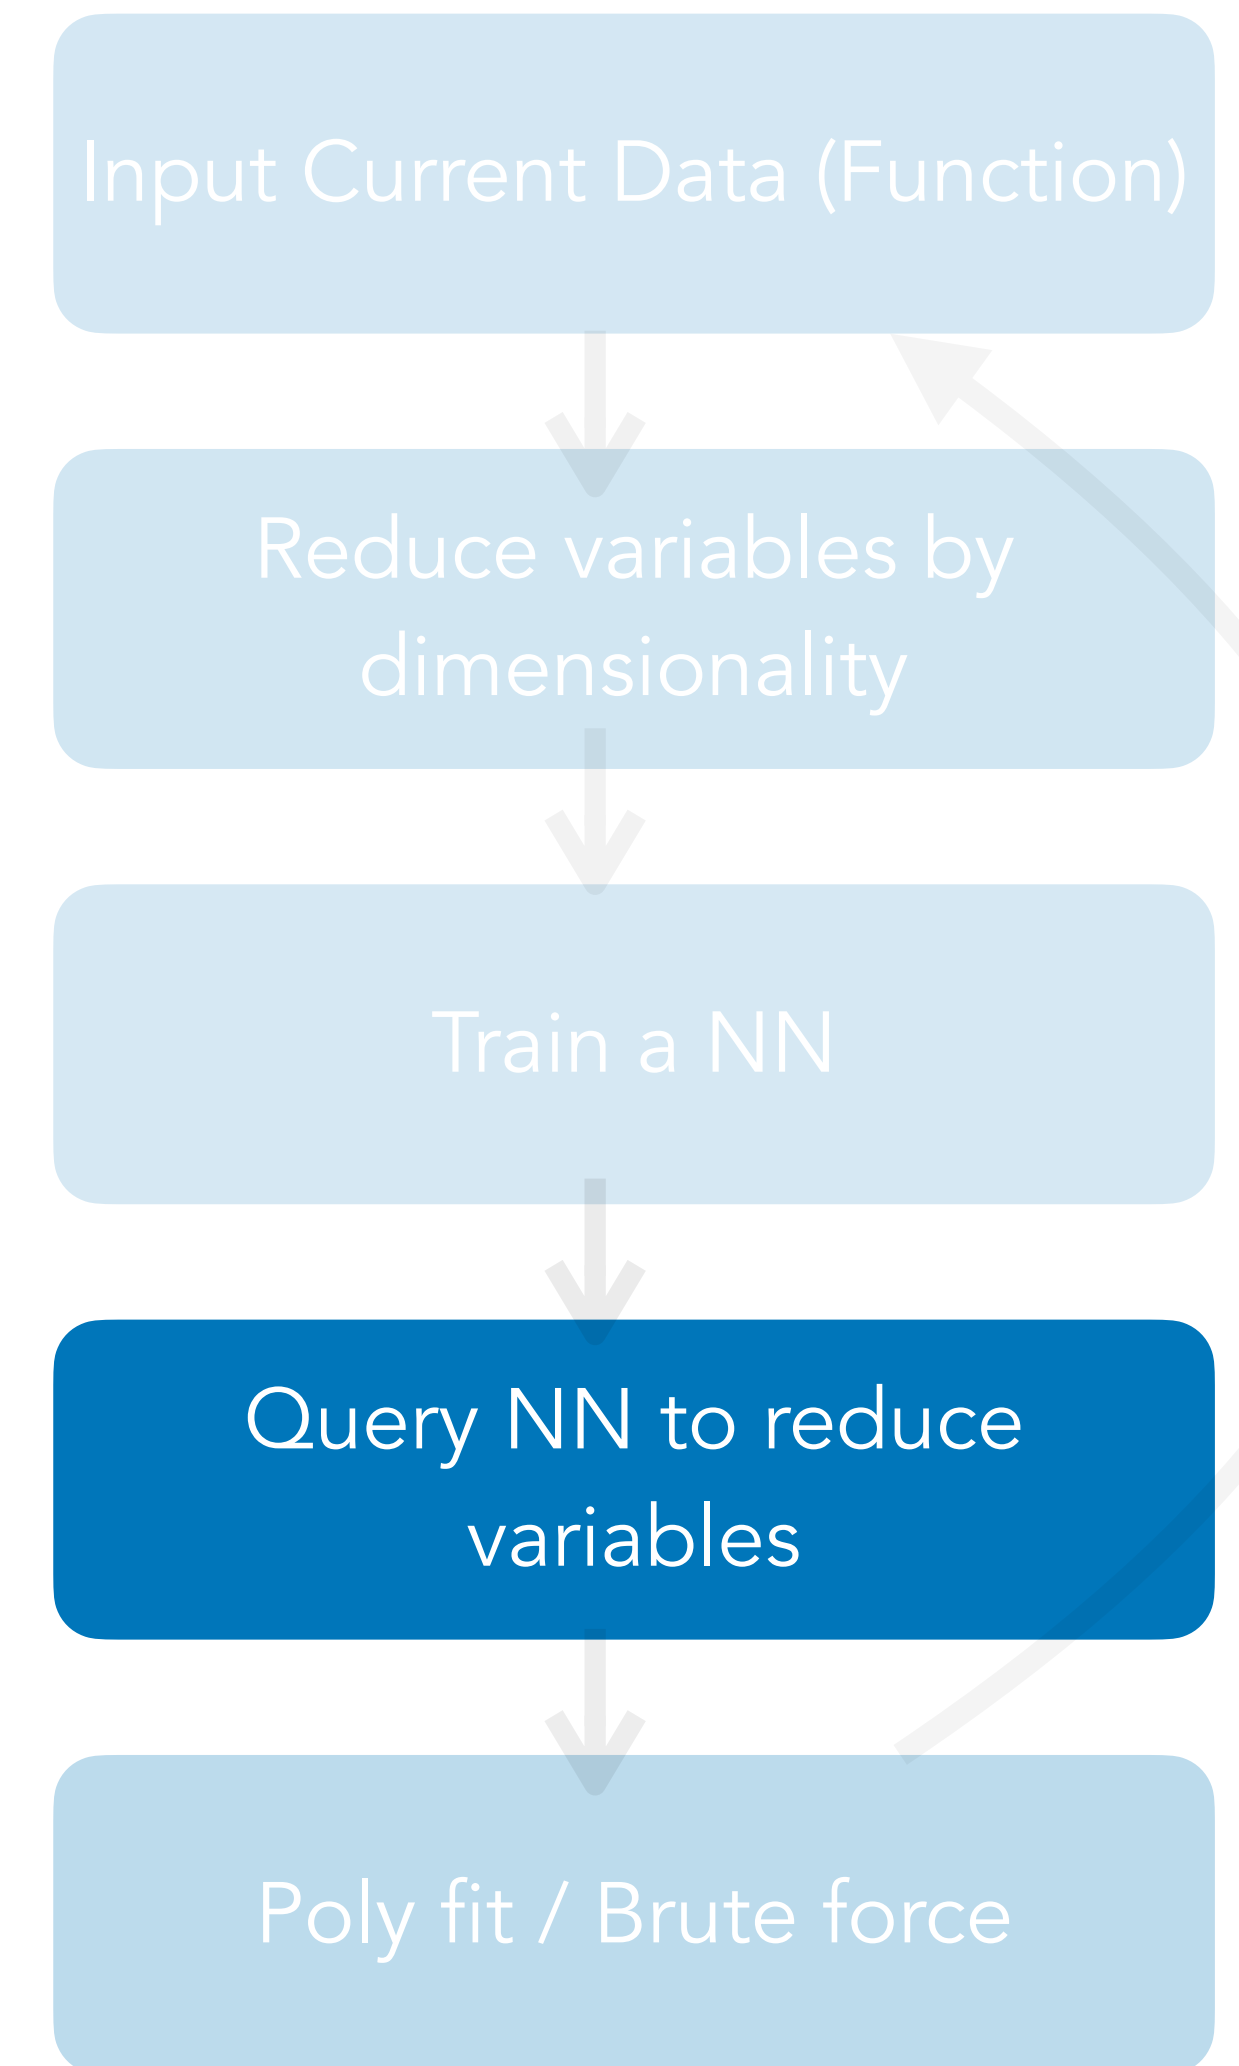 Input Current Data (Function)
Reduce variables by
dimensionality
Train a NN
Query NN to reduce
variables
Poly fit / Brute force